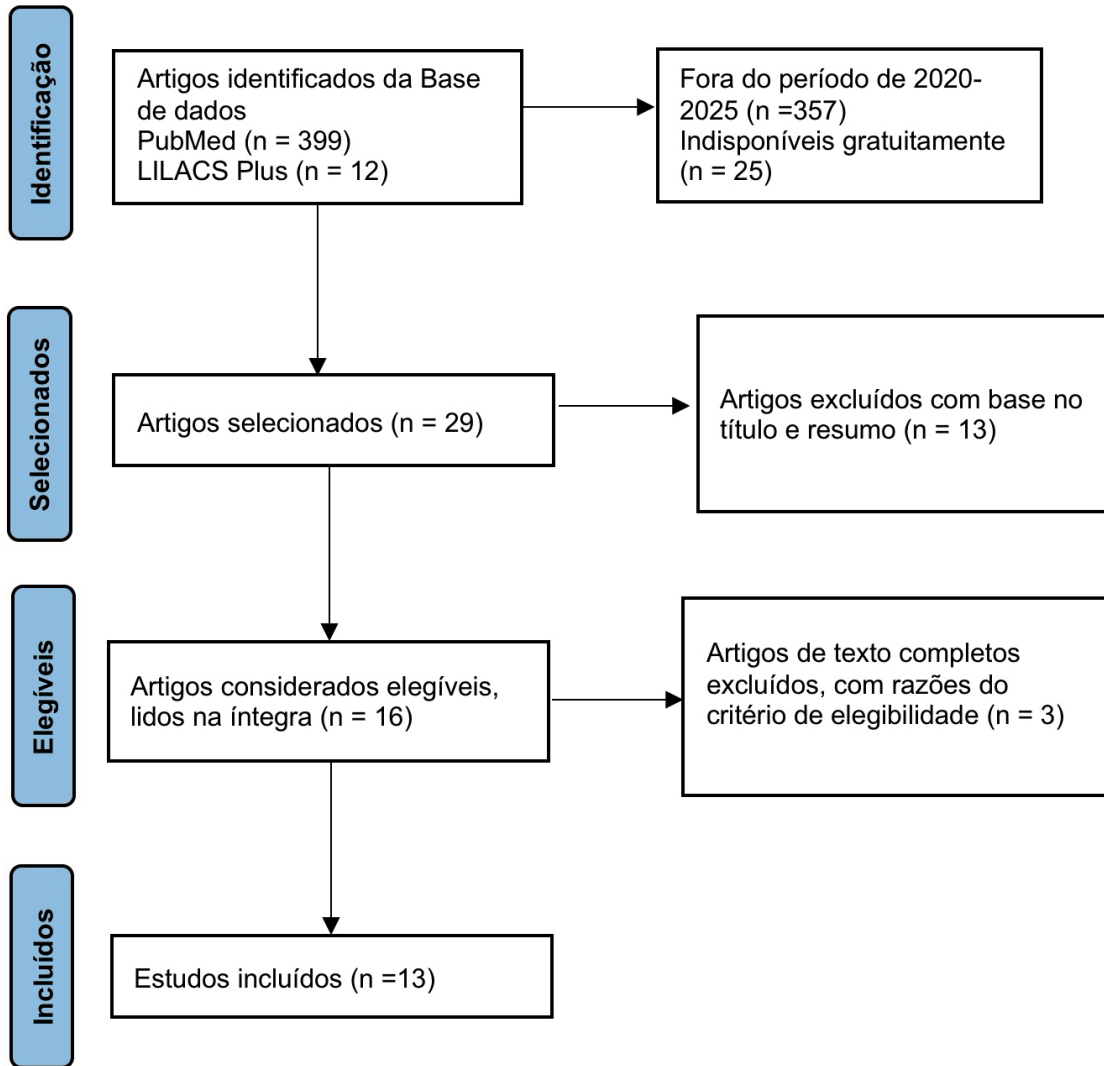 Identificação
Artigos identificados da Base
de dados
PubMed (n = 399)
LILACS Plus (n = 12)
Fora do período de 2020-
2025 (n =357)
Indisponíveis gratuitamente
(n = 25)
Selecionados
Artigos selecionados (n = 29)
Artigos excluídos com base no
título e resumo (n = 13)
Elegíveis
Artigos considerados elegíveis,
lidos na íntegra (n = 16)
Artigos de texto completos
excluídos, com razões do
critério de elegibilidade (n = 3)
Incluídos
Estudos incluídos (n =13)